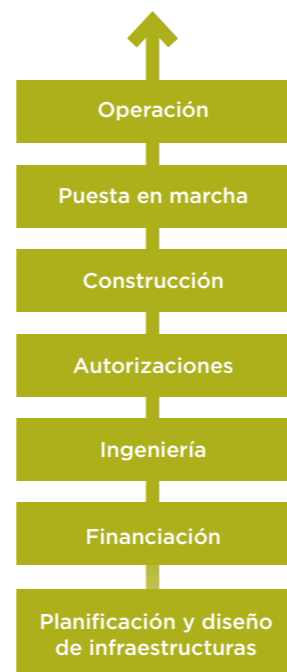 Operación
Puesta en marcha
Construcción
Autorizaciones
Ingeniería
Financiación
Planificación y diseño
de infraestructuras